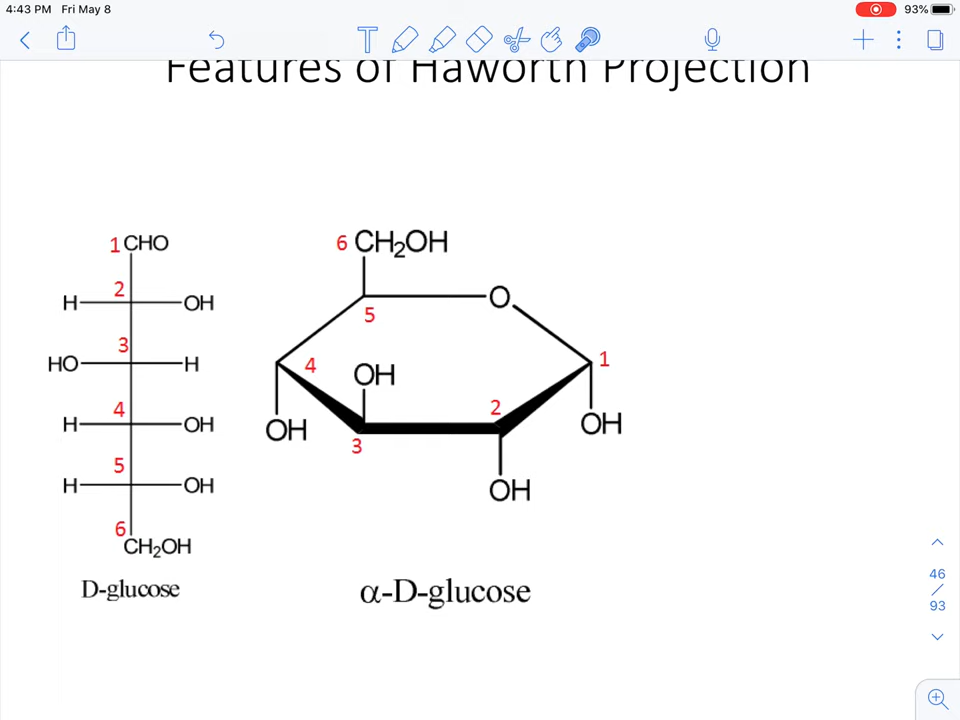 4:43 PM Fri May 8
93%
T
Features of Haworth Projection
1 CHO
2
H OH
3
HO H
4
H OH
5
H OH
6
CH₂OH
D-glucose
6 CH₂OH
O
5
1
4
OH
2
OH
OH
3
OH
α-D-glucose
46
/
93